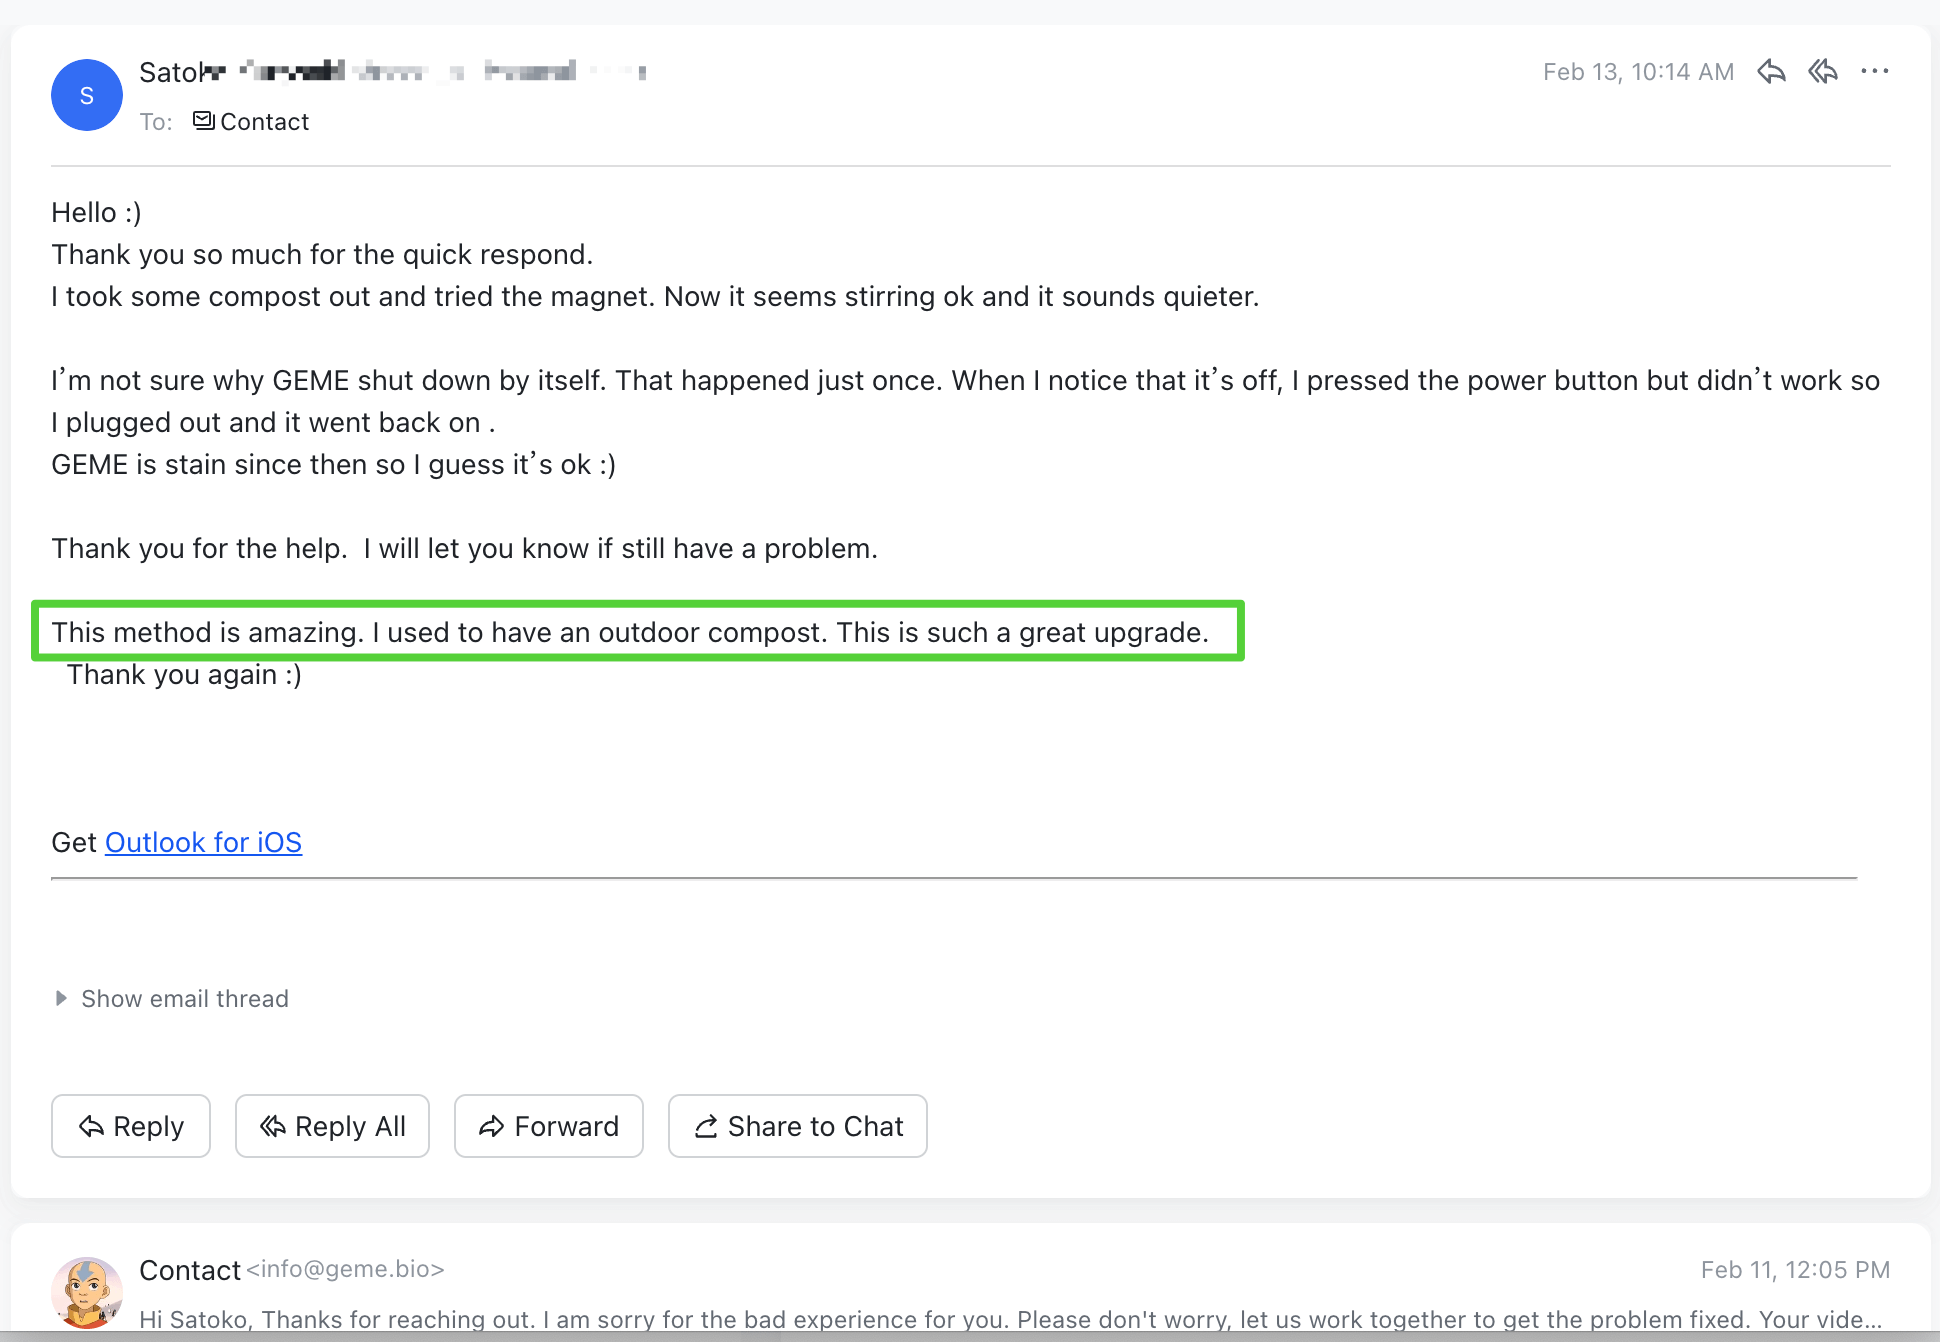 S
Feb 13, 10:14 AM
To: Contact
Hello :)
Thank you so much for the quick respond.
I took some compost out and tried the magnet. Now it seems stirring ok and it sounds quieter.
I’m not sure why GEME shut down by itself. That happened just once. When I notice that it’s off, I pressed the power button but didn’t work so
I plugged out and it went back on .
GEME is stain since then so I guess it’s ok :)
Thank you for the help.  I will let you know if still have a problem.
This method is amazing. I used to have an outdoor compost. This is such a great upgrade.
Thank you again :)
Get Outlook for iOS
Show email thread
Reply Reply All Forward Share to Chat
Contact <info@geme.bio> Feb 11, 12:05 PM
Hi Satoko, Thanks for reaching out. I am sorry for the bad experience for you. Please don't worry, let us work together to get the problem fixed. Your vide...